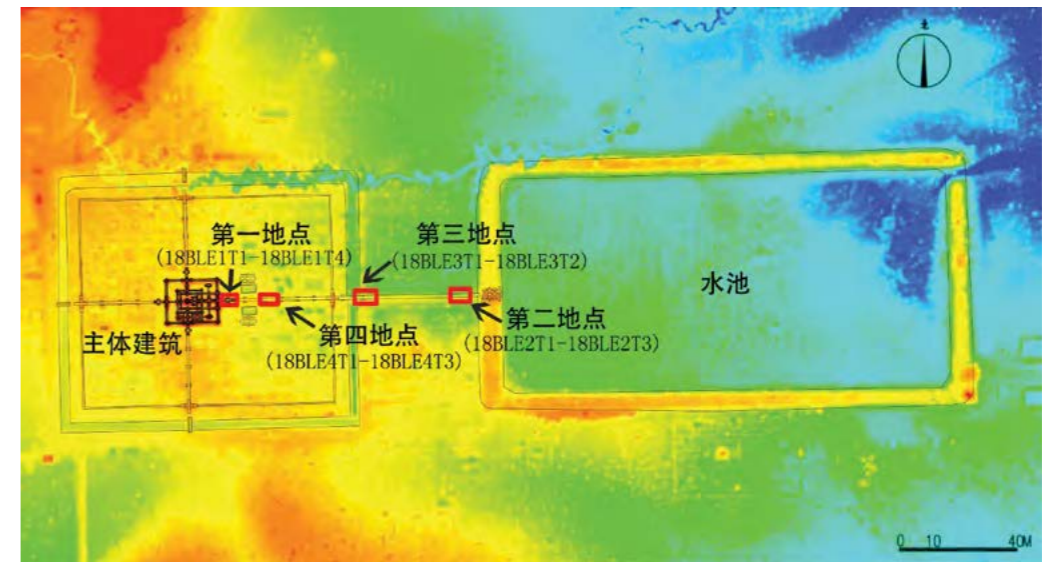 北
第一地点
(18BLE1T1-18BLE1T4)
第三地点
(18BLE3T1-18BLE3T2)
水池
主体建筑
第四地点
(18BLE4T1-18BLE4T3)
第二地点
(18BLE2T1-18BLE2T3)
0 10 40M